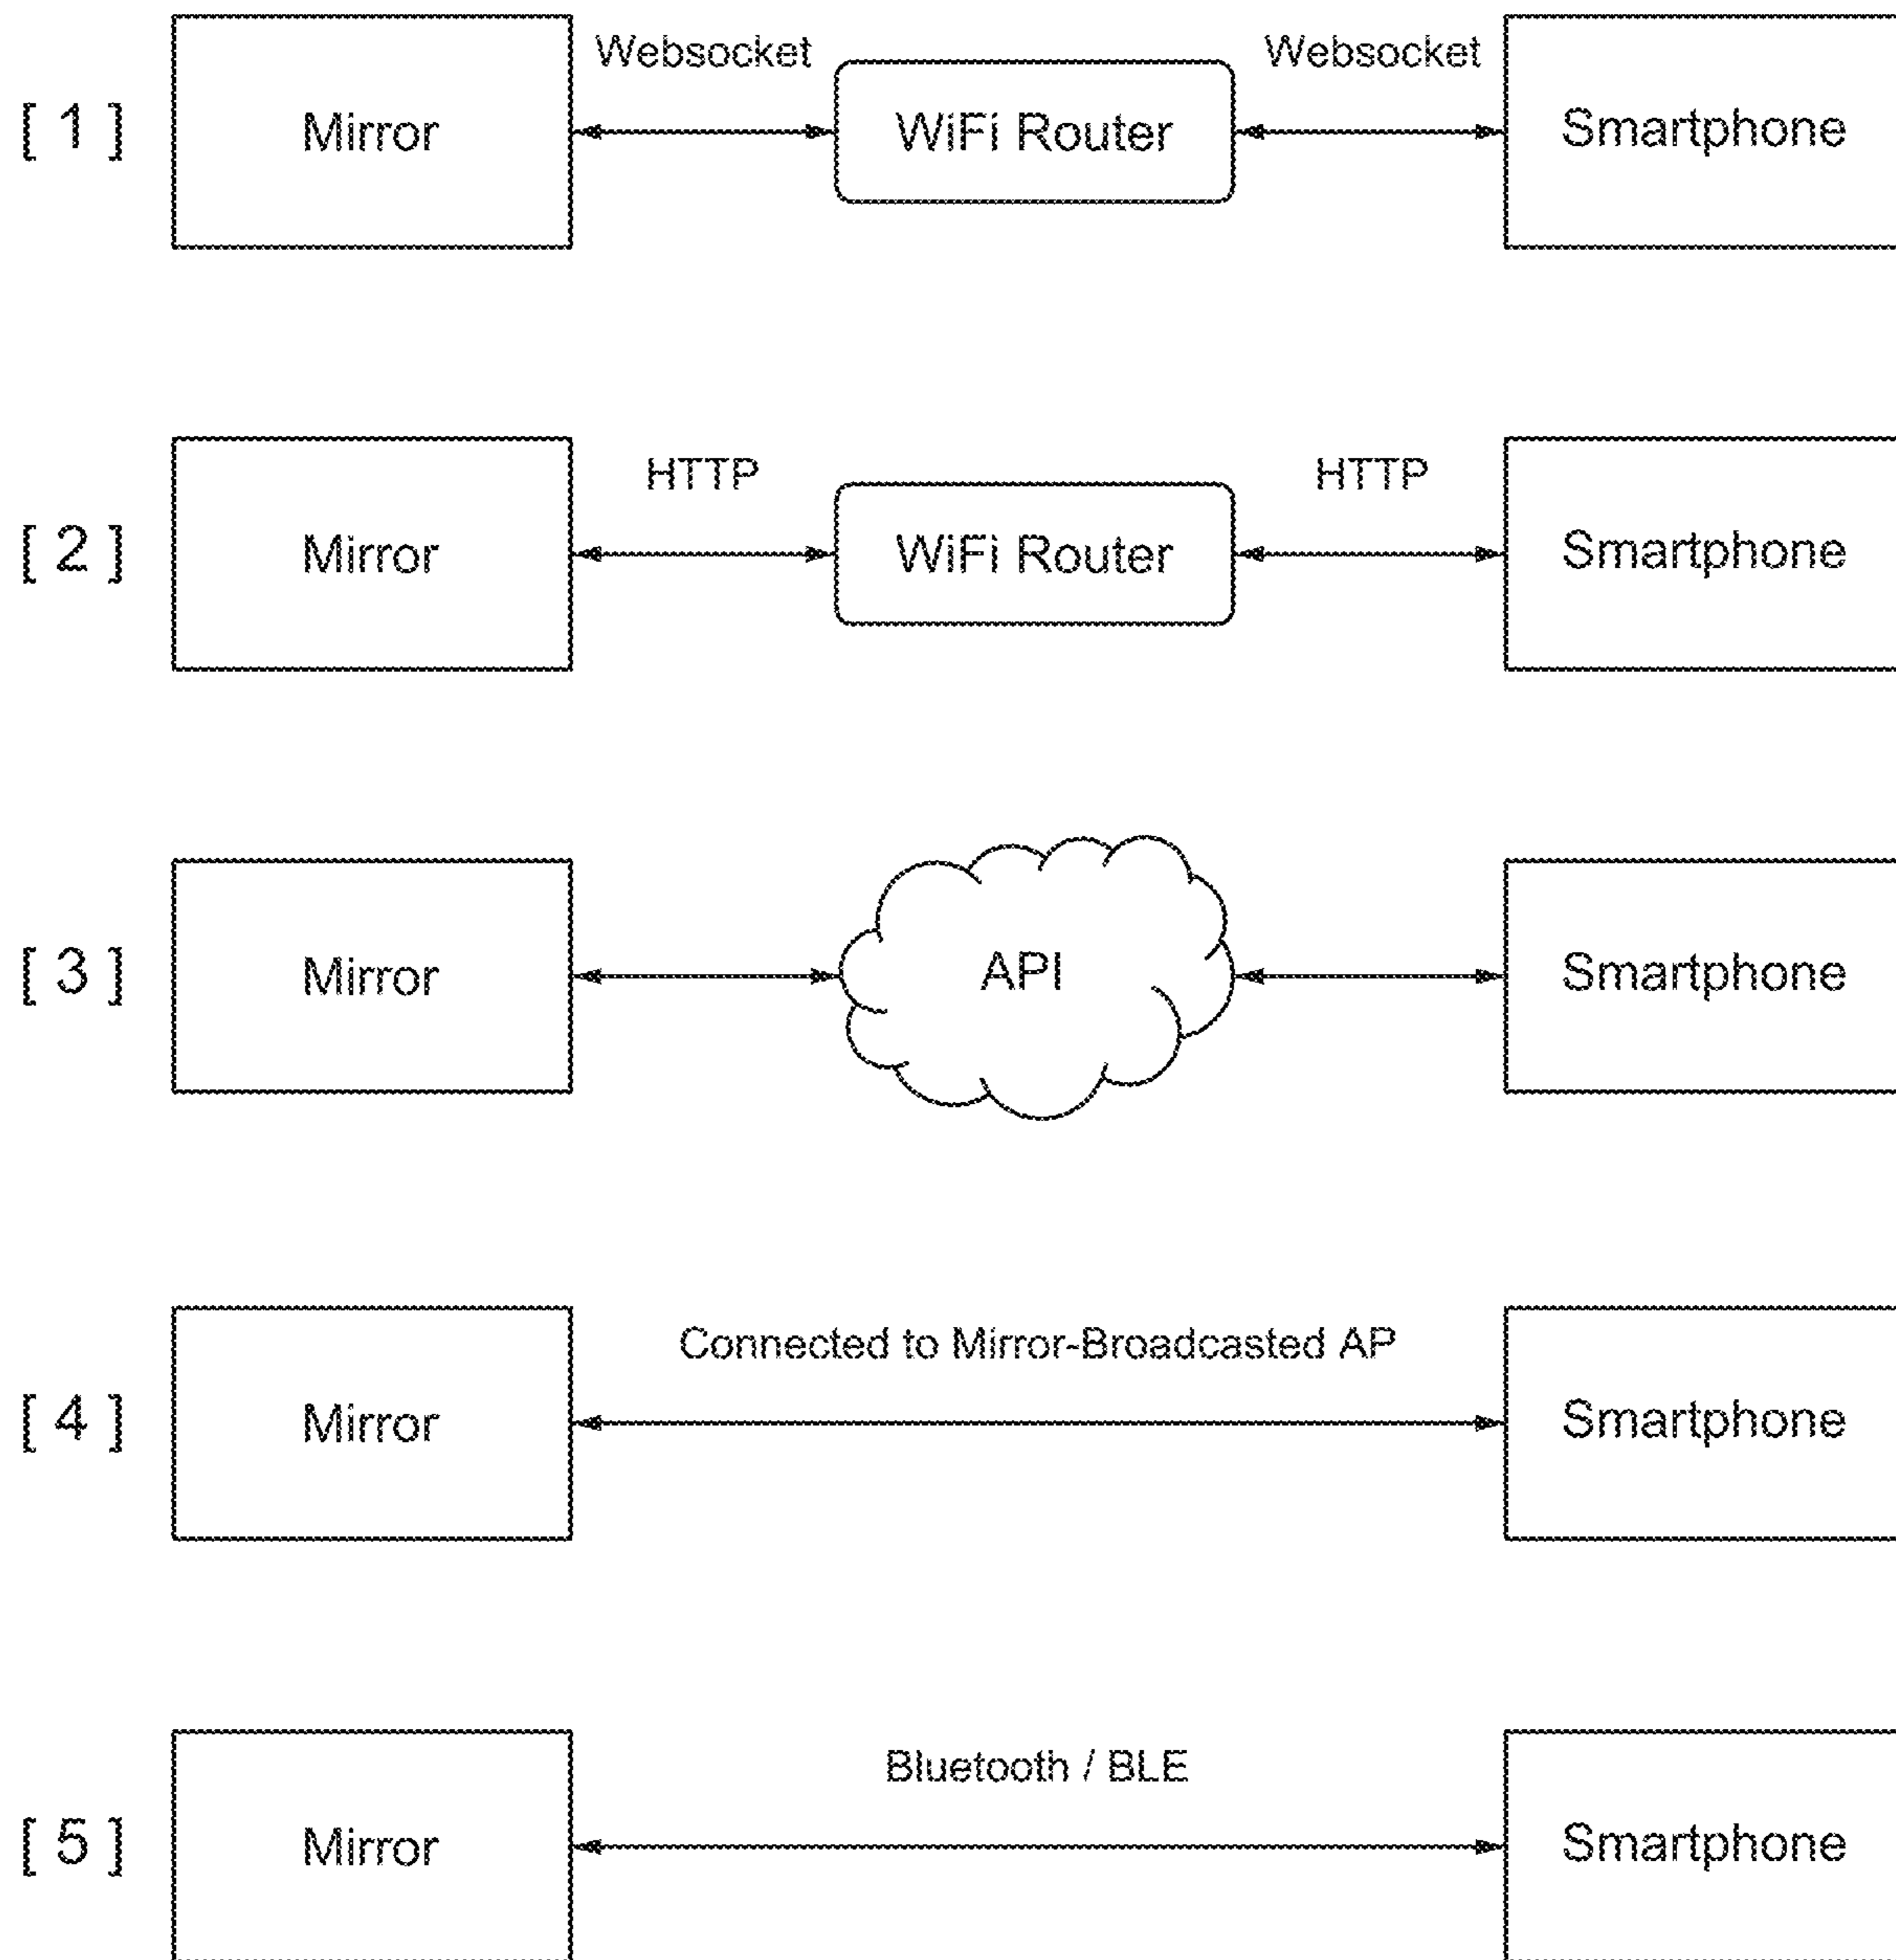 Websocket Websocket
[ 1 ] Mirror WiFi Router Smartphone
HTTP HTTP
[ 2 ] Mirror WiFi Router Smartphone
[ 3 ] Mirror API Smartphone
Connected to Mirror-Broadcasted AP
[ 4 ] Mirror Smartphone
Bluetooth / BLE
[ 5 ] Mirror Smartphone